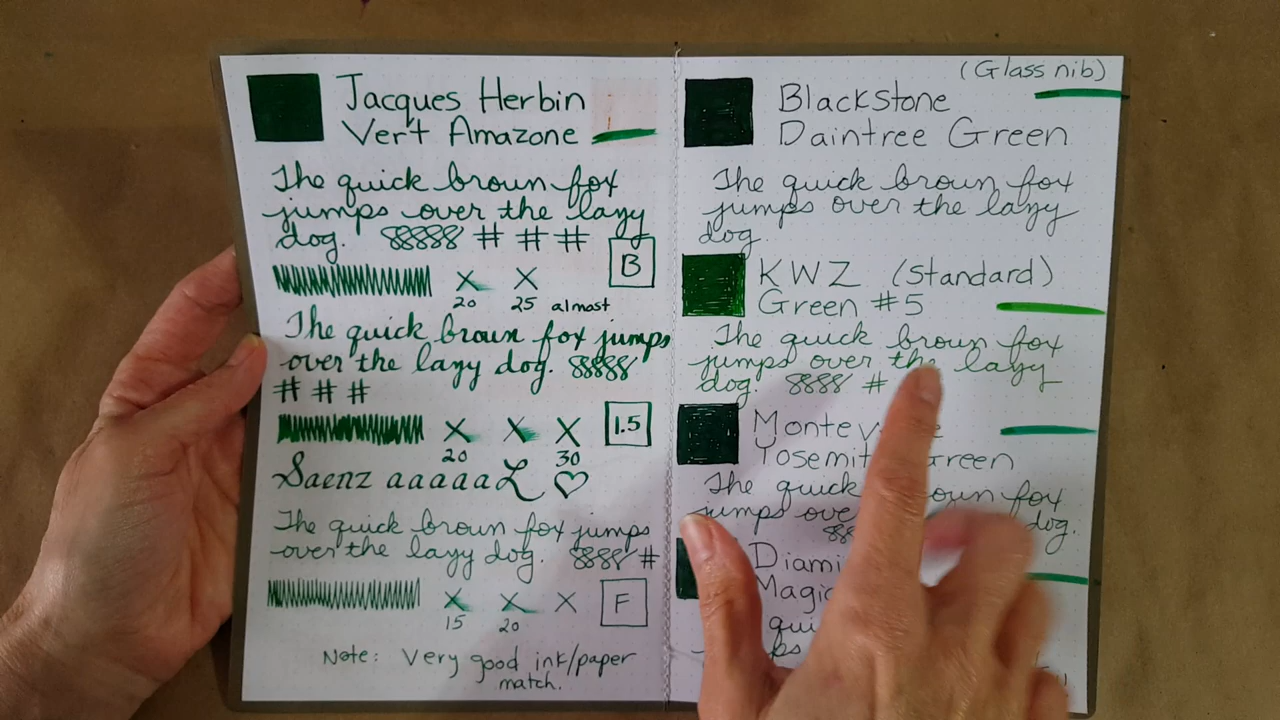 Jacques Herbin
Vert Amazone
The quick brown fox
jumps over the lazy
dog. 88888 # # #
B
20 25 almost
The quick brown fox jumps
over the lazy dog. 88888
# # #
1.5
20 30
Saenz aaaaa L
The quick brown fox jumps
over the lazy dog. 8888 #
F
15 20
Note: Very good ink/paper
match.
(Glass nib)
Blackstone
Daintree Green
The quick brown fox
jumps over the lazy
dog.
KWZ (Standard)
Green #5
The quick brown fox
jumps over the lazy
dog. 8888 #
Yosemite Green
The quick fox
jumps dog.